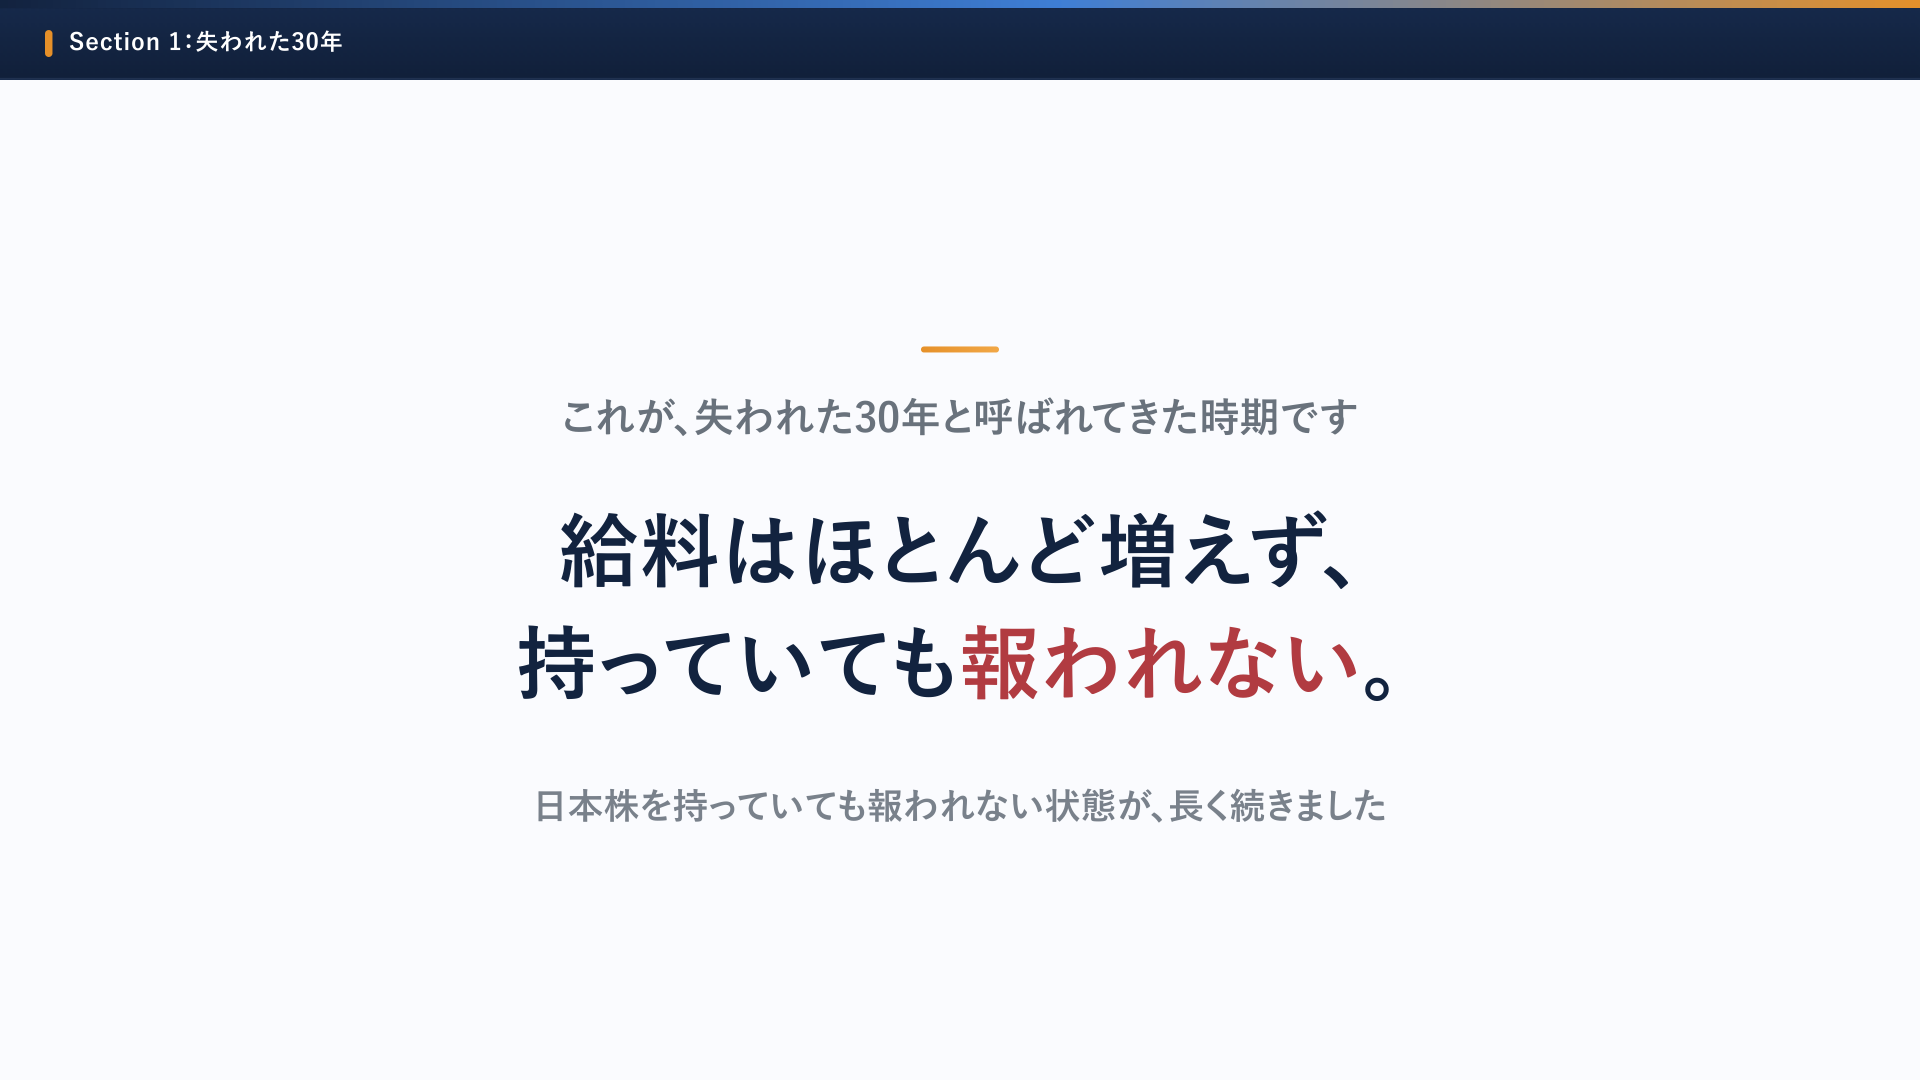 Section 1：失われた30年
これが、失われた30年と呼ばれてきた時期です
給料はほとんど増えず、
持っていても報われない。
日本株を持っていても報われない状態が、長く続きました